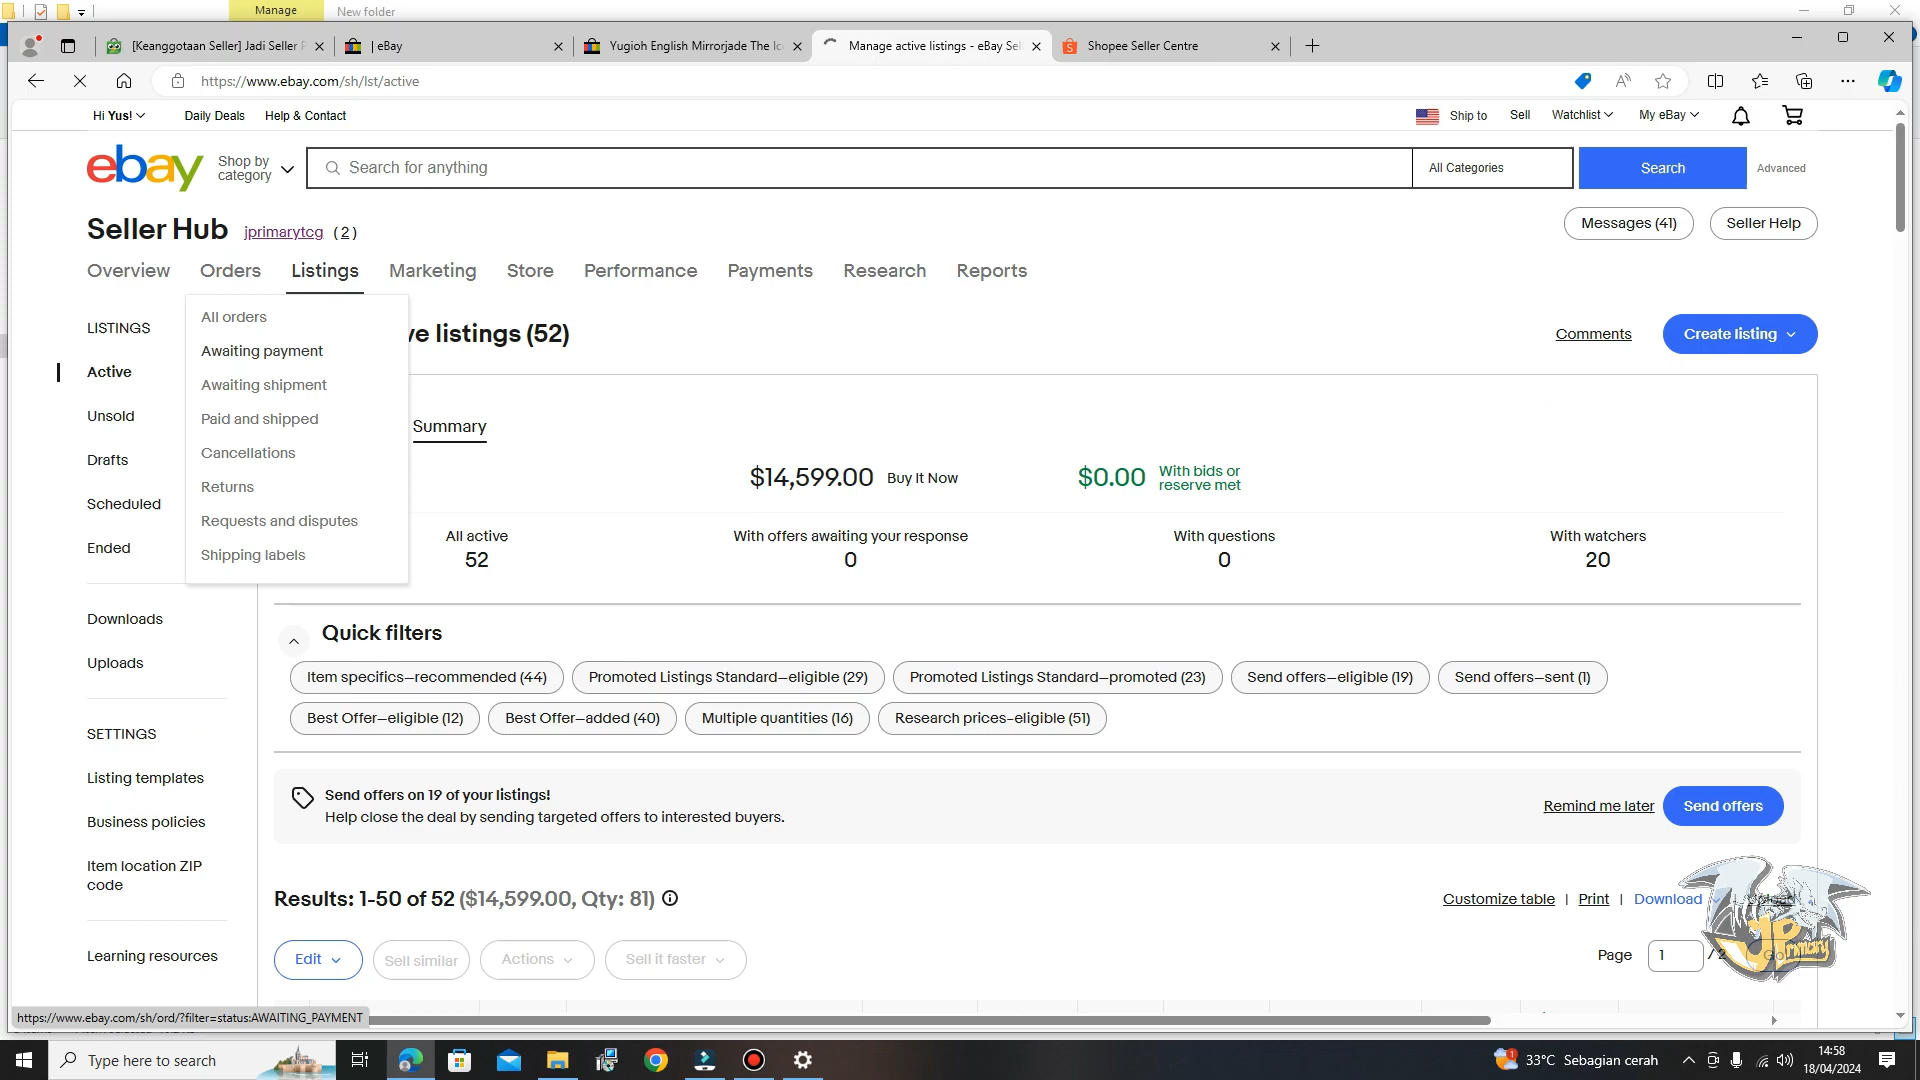 Manage
New folder
[Keanggotaan Seller] Jadi Seller
| eBay
Yugioh English Mirrorjade The Ic
Manage active listings - eBay Sel
Shopee Seller Centre
https://www.ebay.com/sh/lst/active
Hi Yus!
Daily Deals
Help & Contact
Ship to
Sell
Watchlist
My eBay
ebay
Shop by category
Search for anything
All Categories
Search
Advanced
Seller Hub jprimarytcg (2)
Messages (41)
Seller Help
Overview
Orders
Listings
Marketing
Store
Performance
Payments
Research
Reports
All orders
Awaiting payment
Awaiting shipment
Paid and shipped
Cancellations
Returns
Requests and disputes
Shipping labels
LISTINGS
Active
Unsold
Drafts
Scheduled
Ended
Downloads
Uploads
SETTINGS
Listing templates
Business policies
Item location ZIP code
Learning resources
ve listings (52)
Comments
Create listing
Summary
$14,599.00 Buy It Now
$0.00 With bids or reserve met
All active
52
With offers awaiting your response
0
With questions
0
With watchers
20
Quick filters
Item specifics–recommended (44)
Promoted Listings Standard–eligible (29)
Promoted Listings Standard–promoted (23)
Send offers–eligible (19)
Send offers–sent (1)
Best Offer–eligible (12)
Best Offer–added (40)
Multiple quantities (16)
Research prices–eligible (51)
Send offers on 19 of your listings!
Help close the deal by sending targeted offers to interested buyers.
Remind me later
Send offers
Results: 1-50 of 52 ($14,599.00, Qty: 81)
Customize table | Print | Download
Edit
Sell similar
Actions
Sell it faster
Page 1 / 2 Go
JPrimary
https://www.ebay.com/sh/ord/?filter=status:AWAITING_PAYMENT
Type here to search
33°C Sebagian cerah
14:58
18/04/2024